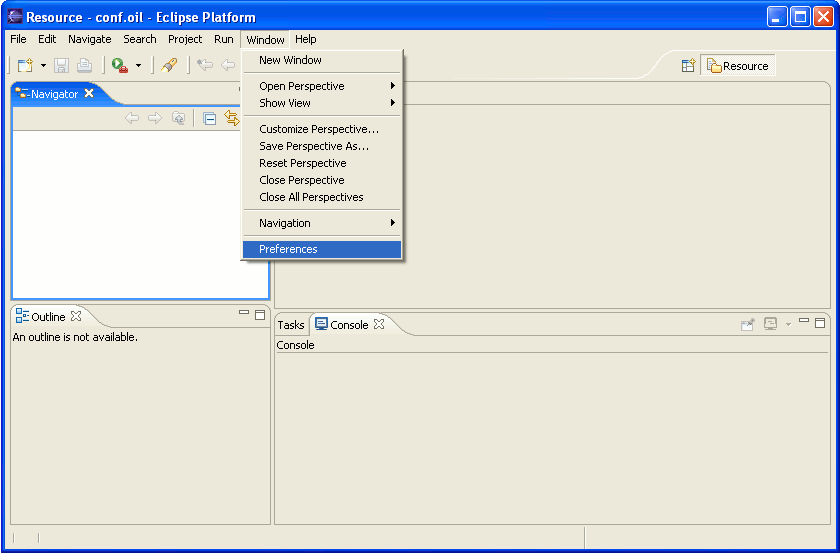 Resource - conf.oil - Eclipse Platform
File Edit Navigate Search Project Run Window Help
New Window
Open Perspective
Show View
Customize Perspective...
Save Perspective As...
Reset Perspective
Close Perspective
Close All Perspectives
Navigation
Preferences
Resource
Navigator
Outline
An outline is not available.
Tasks Console
Console